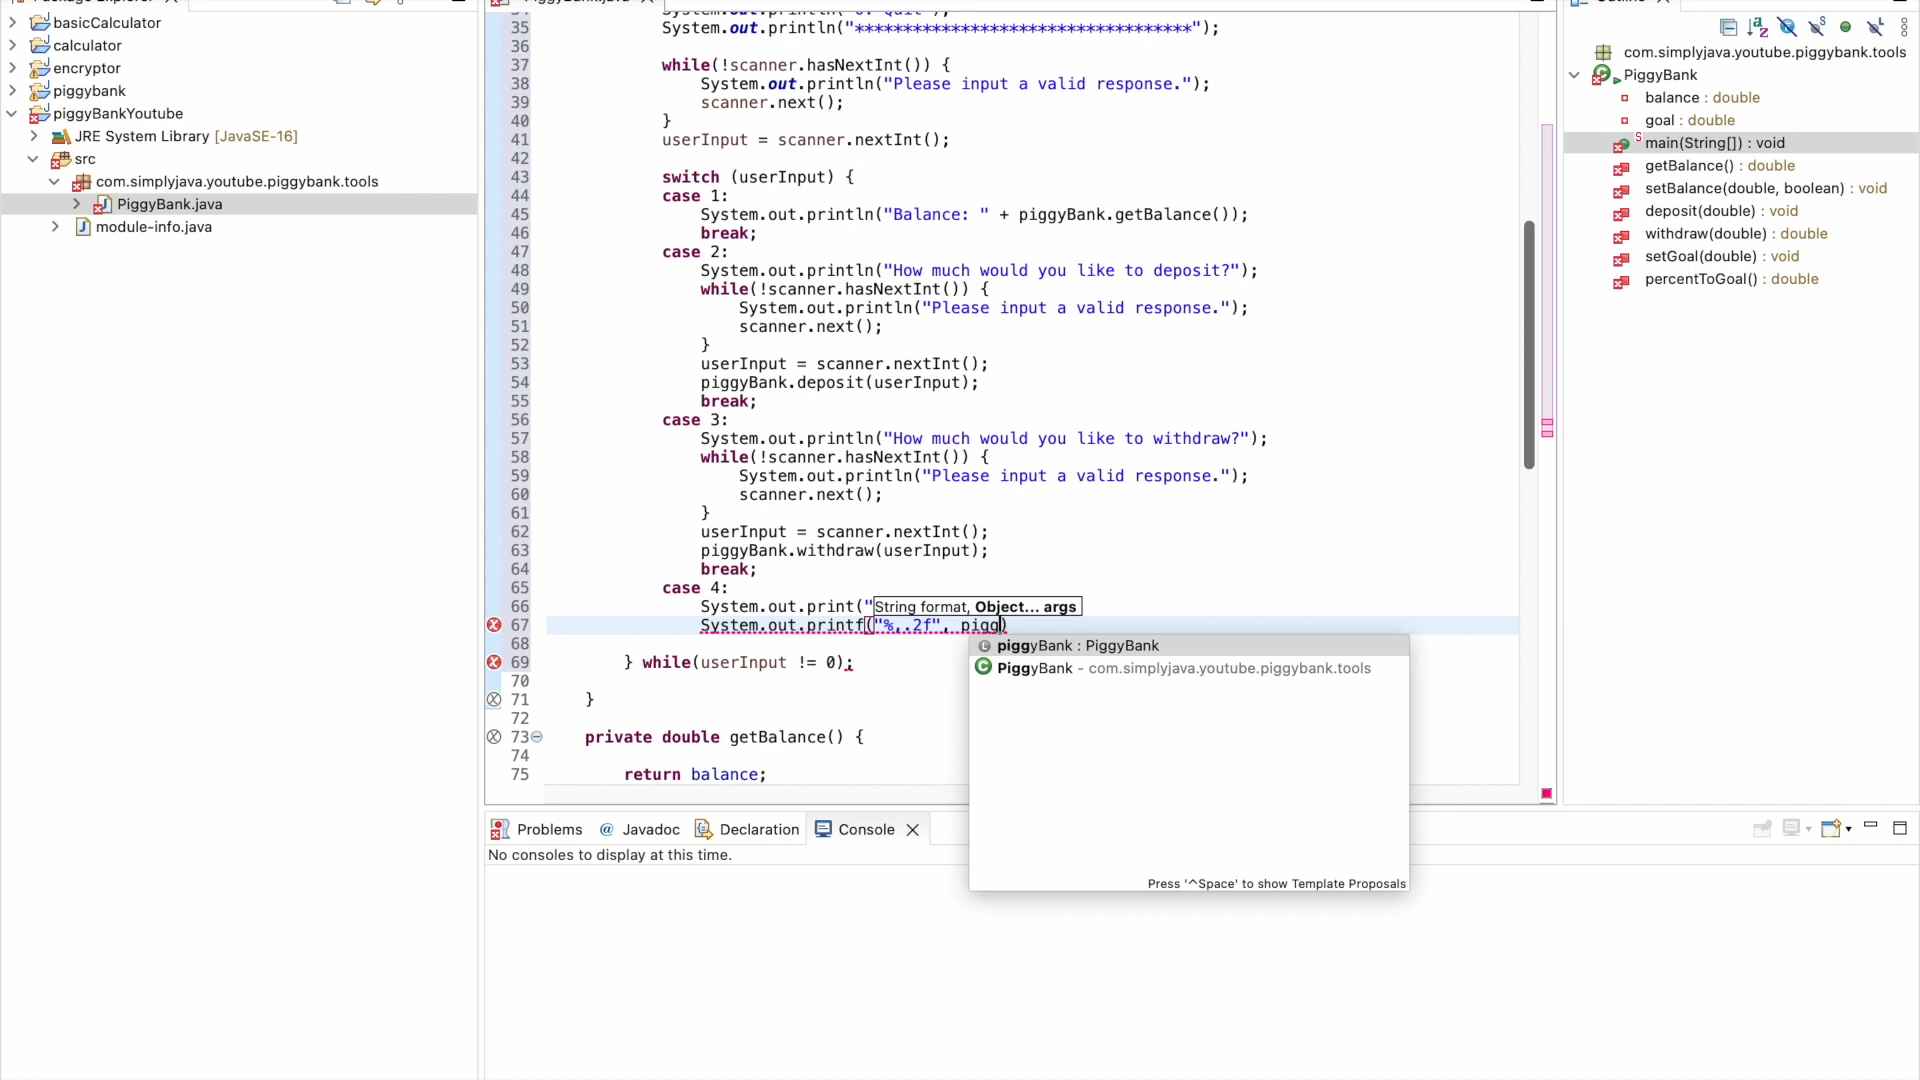 Package Explorer
basicCalculator
calculator
encryptor
piggybank
piggyBankYoutube
JRE System Library [JavaSE-16]
src
com.simplyjava.youtube.piggybank.tools
PiggyBank.java
module-info.java
PiggyBank.java
35 System.out.println("***********************************");
36
37 while(!scanner.hasNextInt()) {
38 System.out.println("Please input a valid response.");
39 scanner.next();
40 }
41 userInput = scanner.nextInt();
42
43 switch (userInput) {
44 case 1:
45 System.out.println("Balance: " + piggyBank.getBalance());
46 break;
47 case 2:
48 System.out.println("How much would you like to deposit?");
49 while(!scanner.hasNextInt()) {
50 System.out.println("Please input a valid response.");
51 scanner.next();
52 }
53 userInput = scanner.nextInt();
54 piggyBank.deposit(userInput);
55 break;
56 case 3:
57 System.out.println("How much would you like to withdraw?");
58 while(!scanner.hasNextInt()) {
59 System.out.println("Please input a valid response.");
60 scanner.next();
61 }
62 userInput = scanner.nextInt();
63 piggyBank.withdraw(userInput);
64 break;
65 case 4:
66 System.out.print("
String format, Object... args
67 System.out.printf("%,.2f", pigg)
68
piggyBank : PiggyBank
PiggyBank - com.simplyjava.youtube.piggybank.tools
Press '^Space' to show Template Proposals
69 } while(userInput != 0);
70
71 }
72
73 private double getBalance() {
74
75 return balance;
Problems
@ Javadoc
Declaration
Console
No consoles to display at this time.
Outline
com.simplyjava.youtube.piggybank.tools
PiggyBank
balance : double
goal : double
main(String[]) : void
getBalance() : double
setBalance(double, boolean) : void
deposit(double) : void
withdraw(double) : double
setGoal(double) : void
percentToGoal() : double